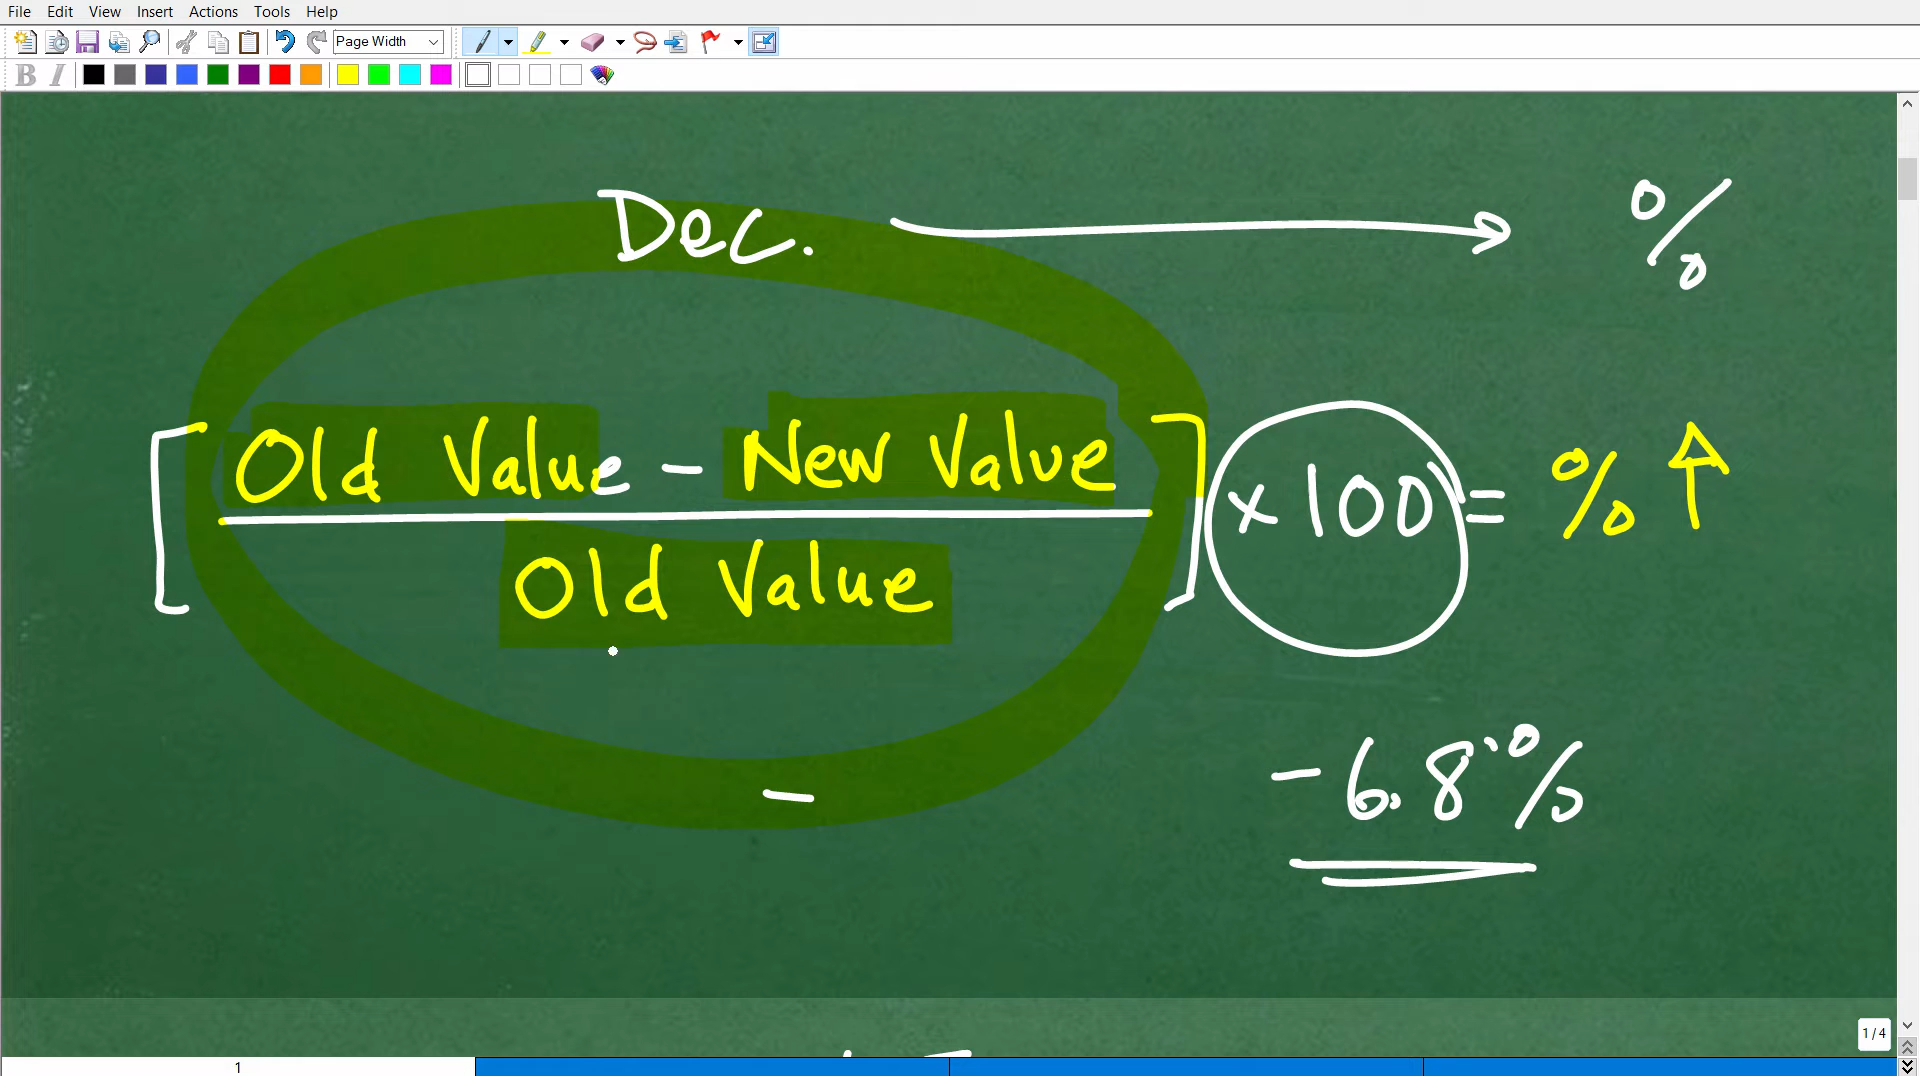 File Edit View Insert Actions Tools Help
Page Width
B I
Dec. → %
[Old Value - New Value
Old Value] × 100 = % ↑
-
-6.8%
1 / 4
1